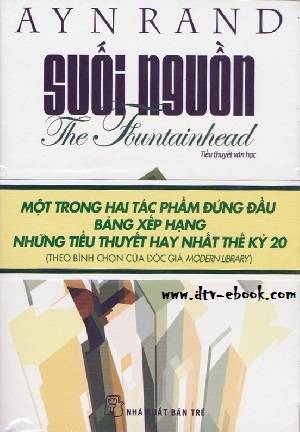 AYN RAND
SUỐI NGUỒN
The Fountainhead
Tiểu thuyết văn học
MỘT TRONG HAI TÁC PHẨM ĐỨNG ĐẦU
BẢNG XẾP HẠNG
NHỮNG TIỂU THUYẾT HAY NHẤT THẾ KỶ 20
(THEO BÌNH CHỌN CỦA ĐỘC GIẢ MODERN LIBRARY)
www.dtv-ebook.com
NHÀ XUẤT BẢN TRẺ